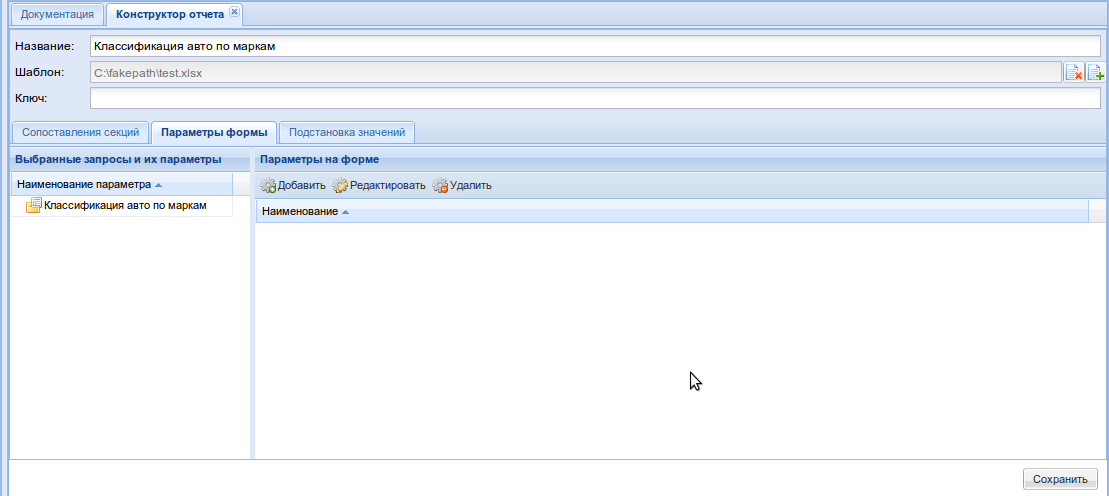 Документация Конструктор отчета
Название: Классификация авто по маркам
Шаблон: C:\fakepath\test.xlsx
Ключ:
Сопоставления секций Параметры формы Подстановка значений
Выбранные запросы и их параметры Параметры на форме
Наименование параметра Добавить Редактировать Удалить
Классификация авто по маркам Наименование
Сохранить